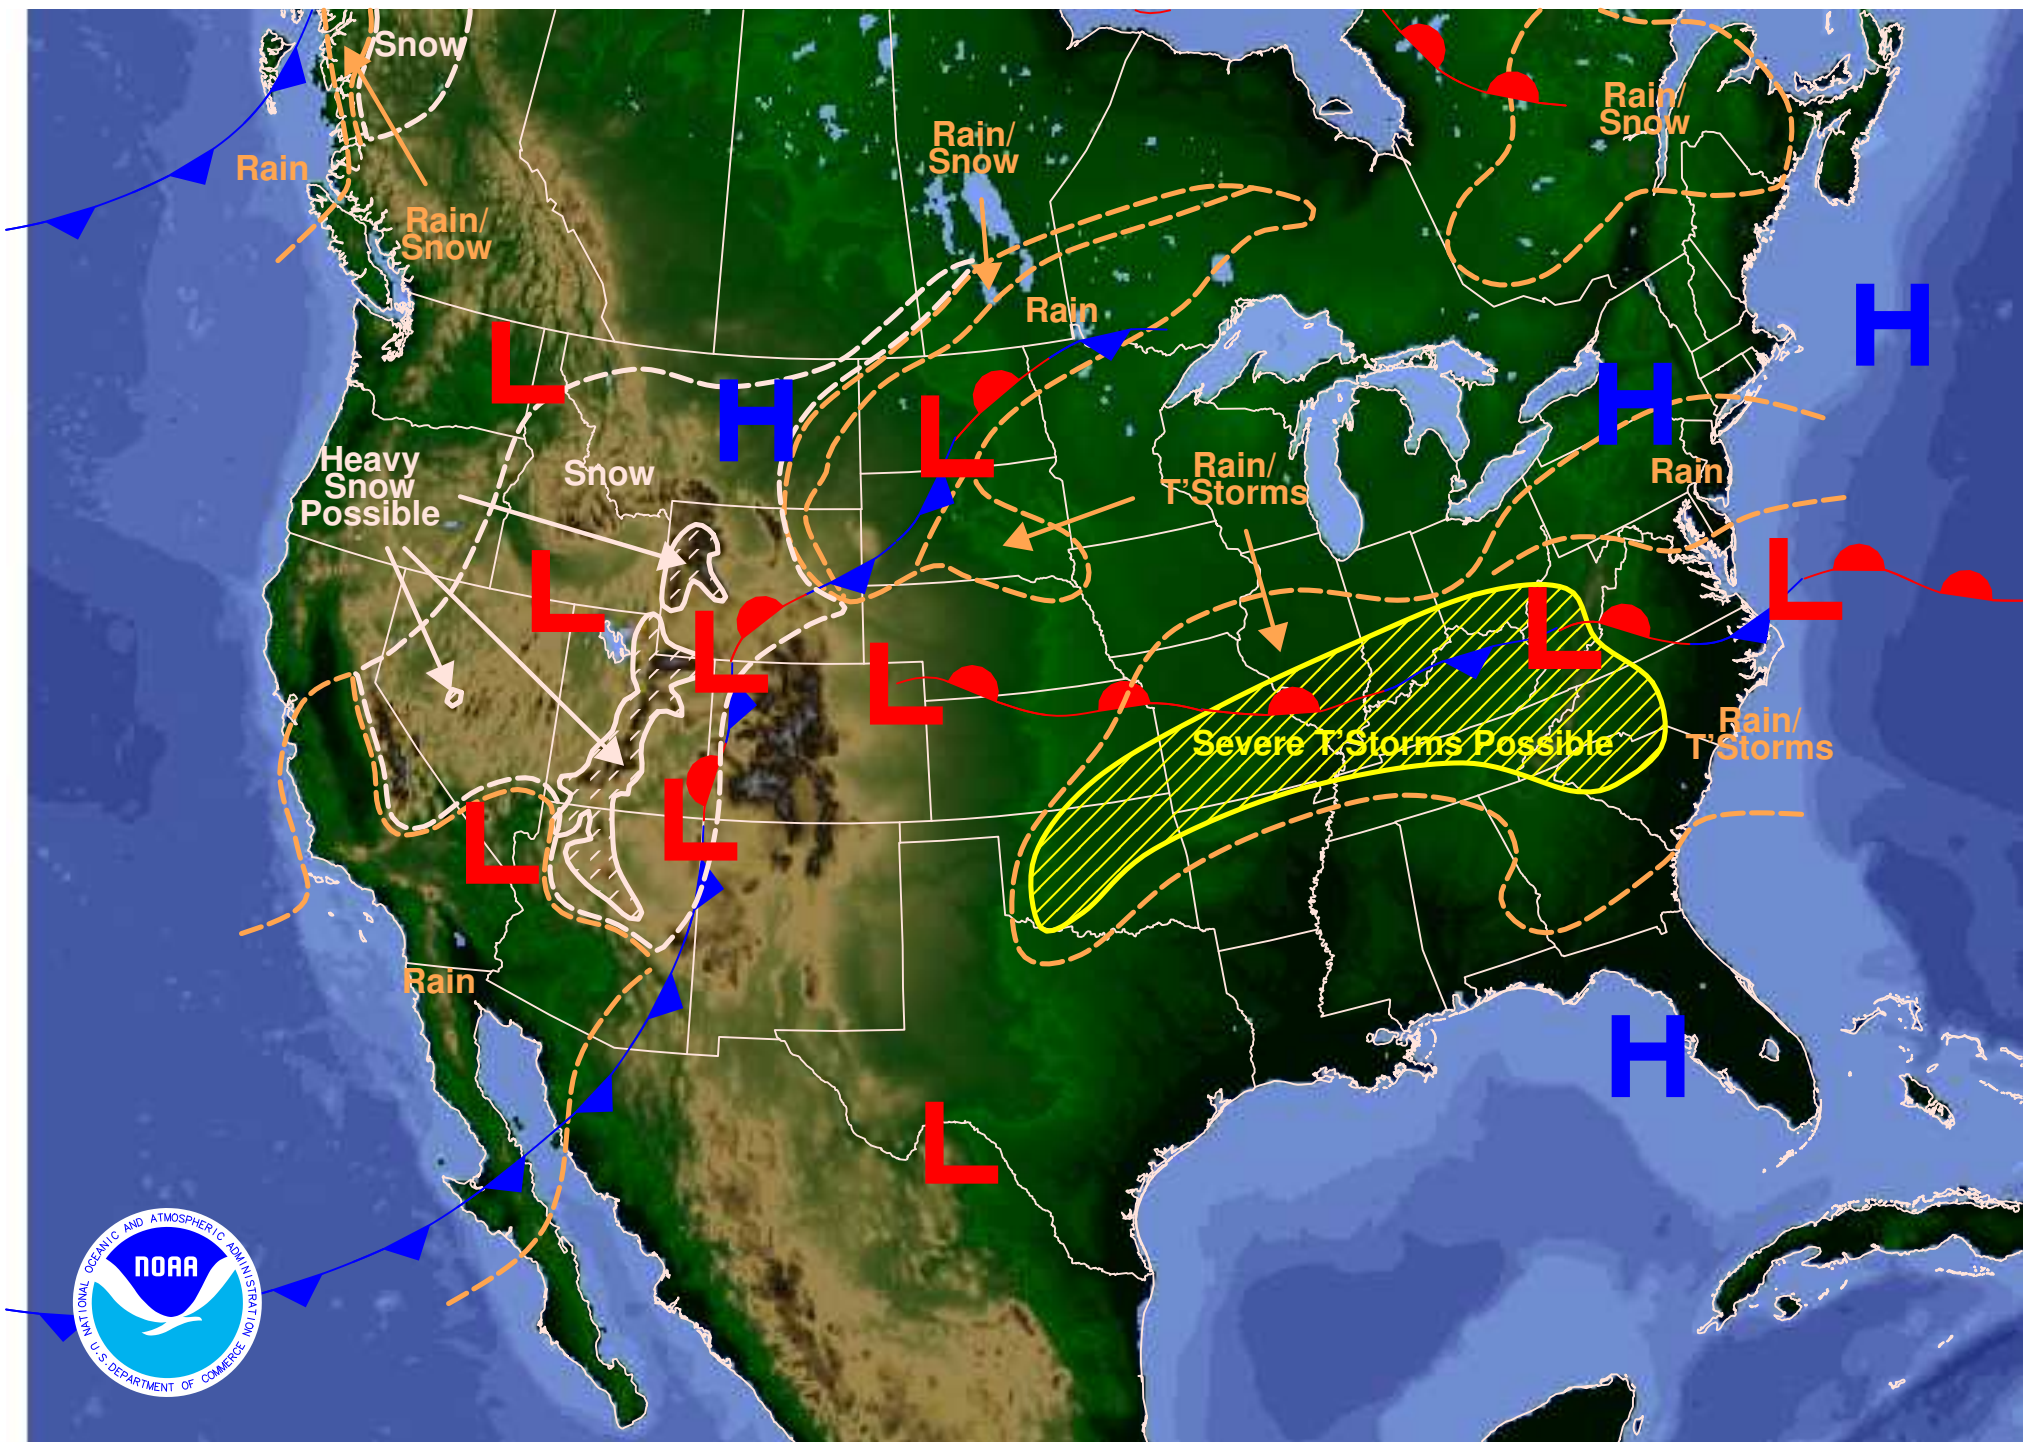 Snow
Rain/
Snow
Rain/
Snow
Rain
Rain/
Snow
Rain
L
H
H
H
L
Heavy
Snow
Possible
Snow
Rain/
T'Storms
Rain
L
L
L
L
L
L
Severe T'Storms Possible
Rain/
T'Storms
L
L
Rain
H
L
NATIONAL OCEANIC AND ATMOSPHERIC ADMINISTRATION
NOAA
U.S. DEPARTMENT OF COMMERCE